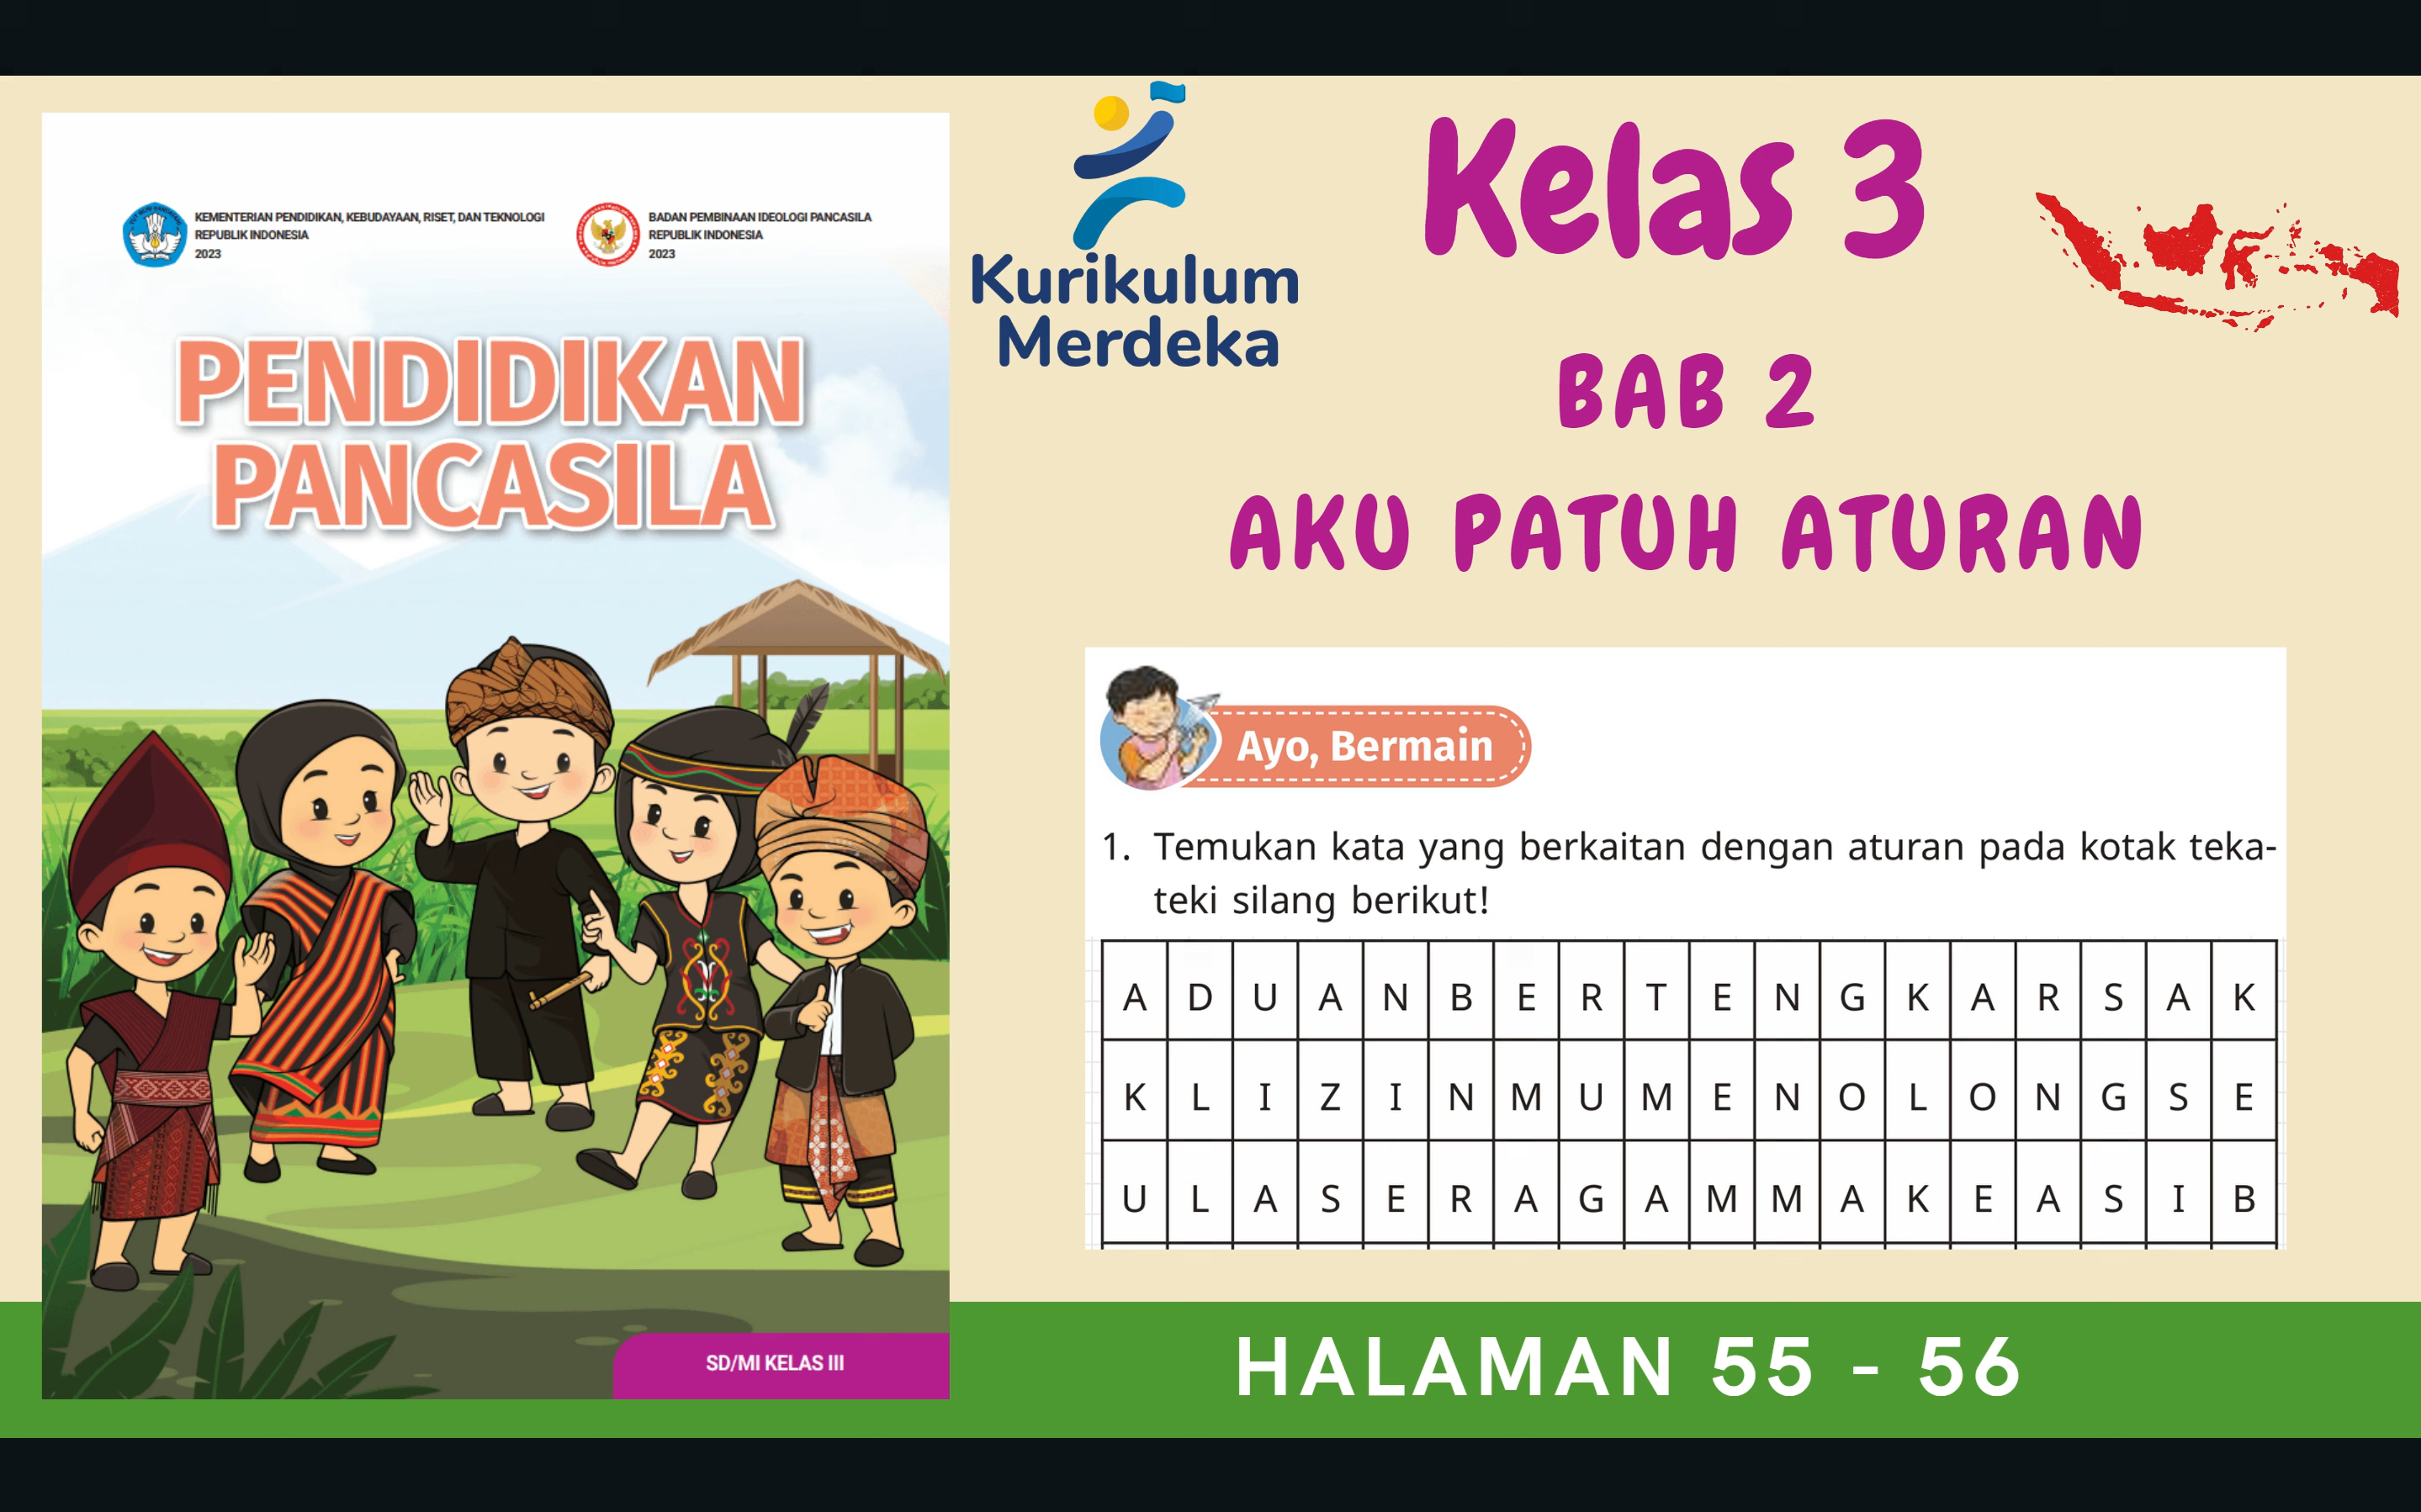 KEMENTERIAN PENDIDIKAN, KEBUDAYAAN, RISET, DAN TEKNOLOGI
REPUBLIK INDONESIA
2023
BADAN PEMBINAAN IDEOLOGI PANCASILA
REPUBLIK INDONESIA
2023
PENDIDIKAN
PANCASILA
SD/MI KELAS III
Kurikulum
Merdeka
Kelas 3
BAB 2
AKU PATUH ATURAN
Ayo, Bermain
1. Temukan kata yang berkaitan dengan aturan pada kotak teka-
teki silang berikut!
A D U A N B E R T E N G K A R S A K
K L I Z I N M U M E N O L O N G S E
U L A S E R A G A M M A K E A S I B
HALAMAN 55 - 56